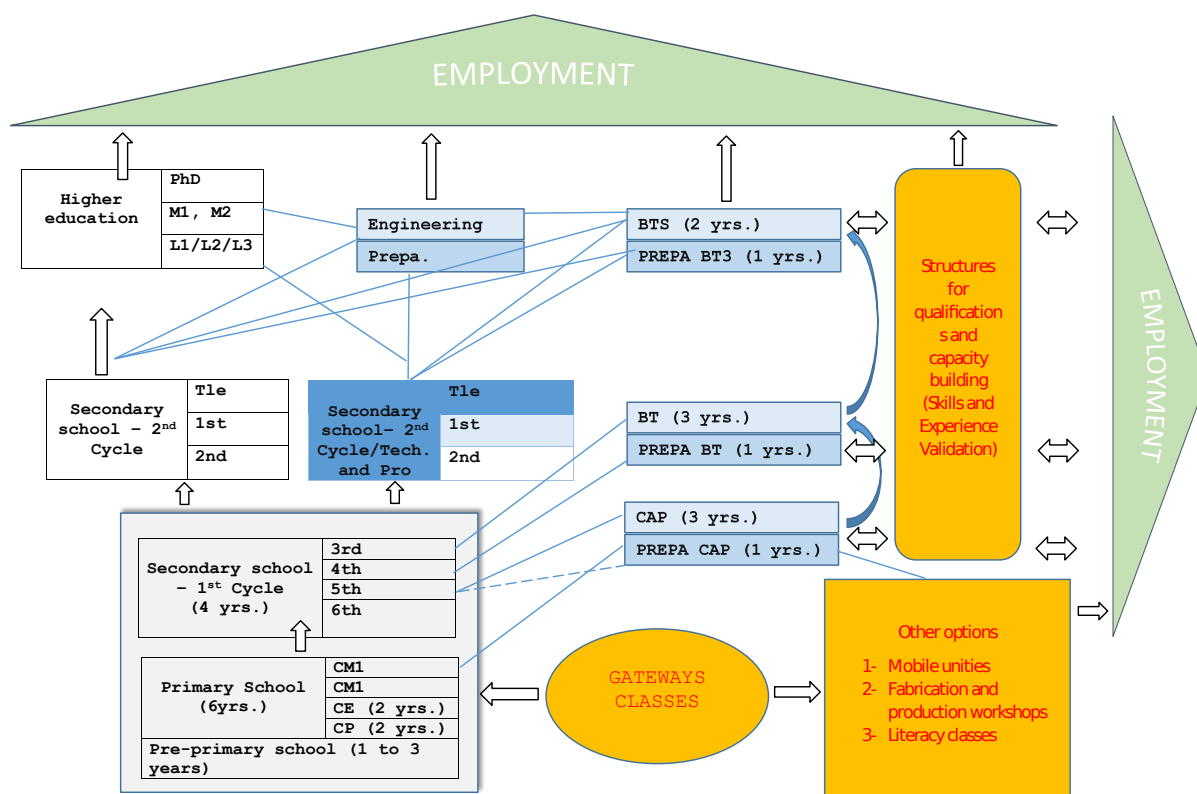 EMPLOYMENT
Higher
education
PhD
M1, M2
L1/L2/L3
Engineering
Prepa.
BTS (2 yrs.)
PREPA BT3 (1 yrs.)
Structures
for
qualification
s and
capacity
building
(Skills and
Experience
Validation)
EMPLOYMENT
Secondary
school – 2nd
Cycle
Tle
1st
2nd
Secondary
school– 2nd
Cycle/Tech.
and Pro
Tle
1st
2nd
BT (3 yrs.)
PREPA BT (1 yrs.)
CAP (3 yrs.)
PREPA CAP (1 yrs.)
Secondary school
– 1st Cycle
(4 yrs.)
3rd
4th
5th
6th
Primary School
(6yrs.)
CM1
CM1
CE (2 yrs.)
CP (2 yrs.)
Pre-primary school (1 to 3
years)
GATEWAYS
CLASSES
Other options
1- Mobile unities
2- Fabrication and
production workshops
3- Literacy classes